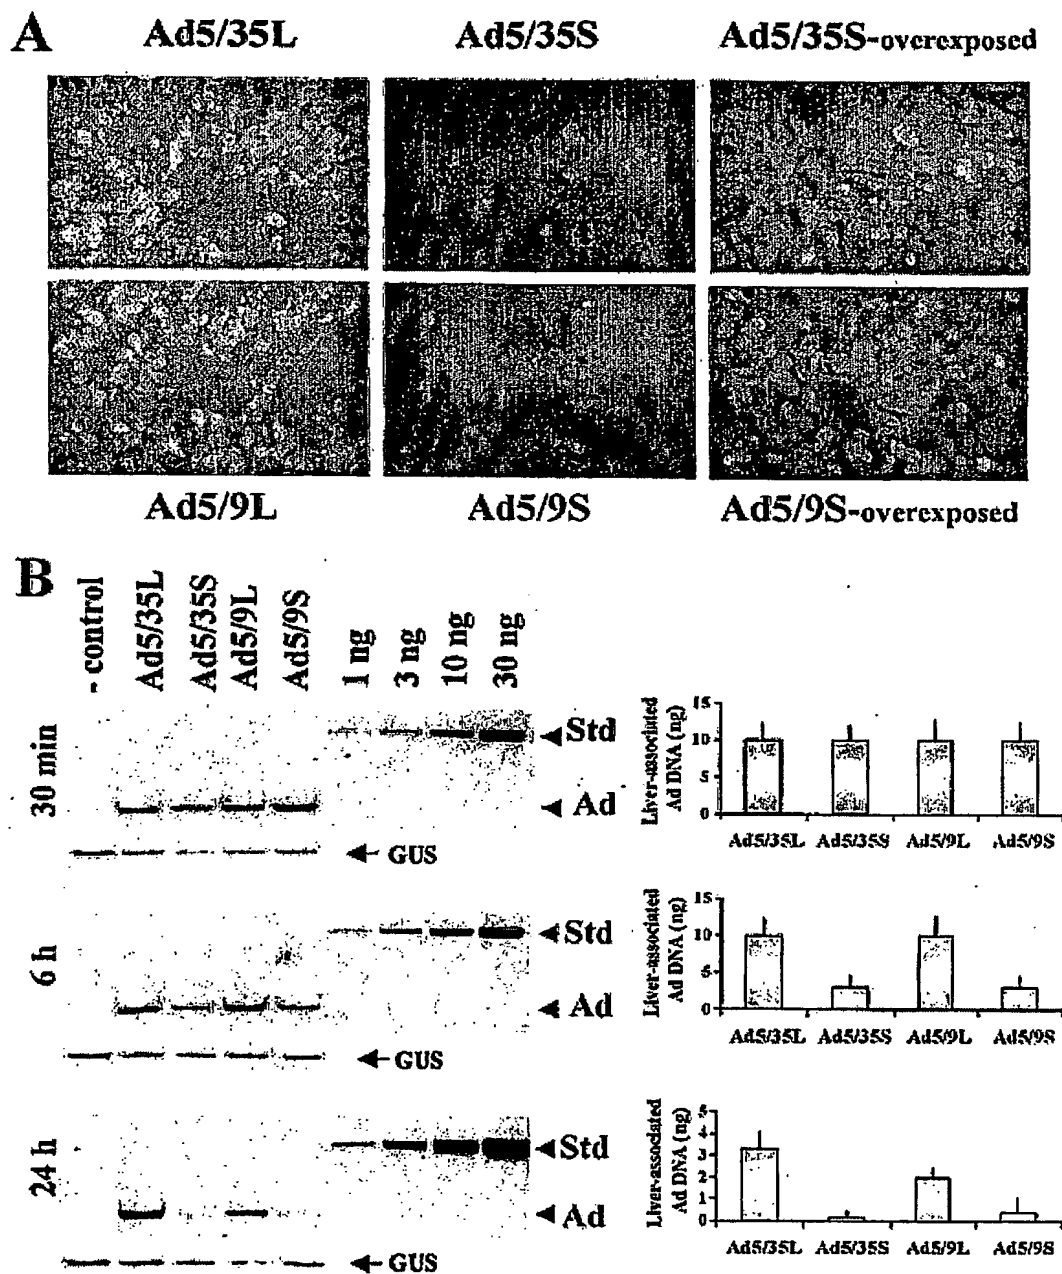 A
Ad5/35L
Ad5/35S
Ad5/35S-overexposed
Ad5/9L
Ad5/9S
Ad5/9S-overexposed
B
- control
Ad5/35L
Ad5/35S
Ad5/9L
Ad5/9S
1 ng
3 ng
10 ng
30 ng
30 min
Std
Ad
GUS
Liver-associated
Ad DNA (ng)
15
10
5
0
Ad5/35L Ad5/35S Ad5/9L Ad5/9S
6 h
Std
Ad
GUS
Liver-associated
Ad DNA (ng)
15
10
5
0
Ad5/35L Ad5/35S Ad5/9L Ad5/9S
24 h
Std
Ad
GUS
Liver-associated
Ad DNA (ng)
5
4
3
2
1
0
Ad5/35L Ad5/35S Ad5/9L Ad5/9S